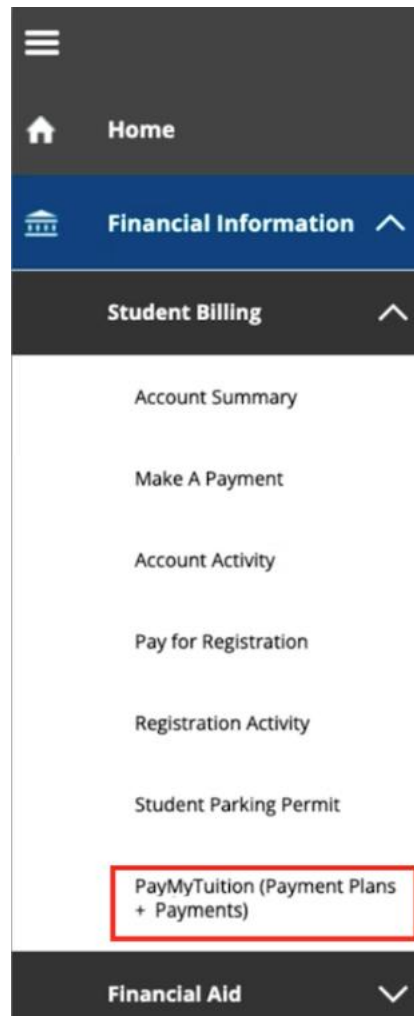 Home
Financial Information
Student Billing
Account Summary
Make A Payment
Account Activity
Pay for Registration
Registration Activity
Student Parking Permit
PayMyTuition (Payment Plans
+ Payments)
Financial Aid